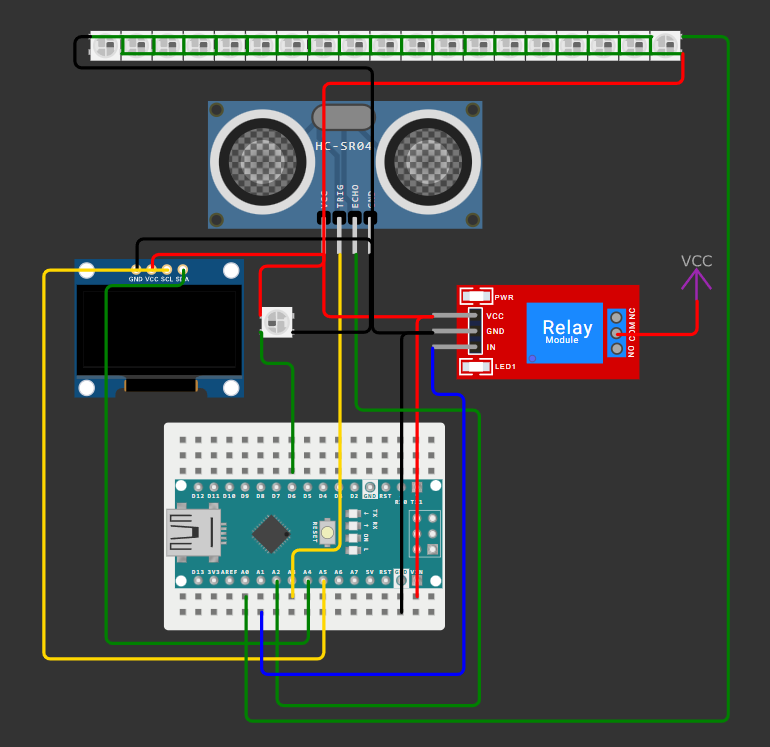 HC-SR04
VCC TRIG ECHO GND
GND VCC SCL SDA
VCC
PWR
VCC
GND
IN
LED1
Relay
Module
NC
COM
NO
D12 D11 D10 D9 D8 D7 D6 D5 D4 D3 D2 GND RST RX0 TX1
RESET
TX RX ON L
D13 3V3 AREF A0 A1 A2 A3 A4 A5 A6 A7 5V RST GND VIN